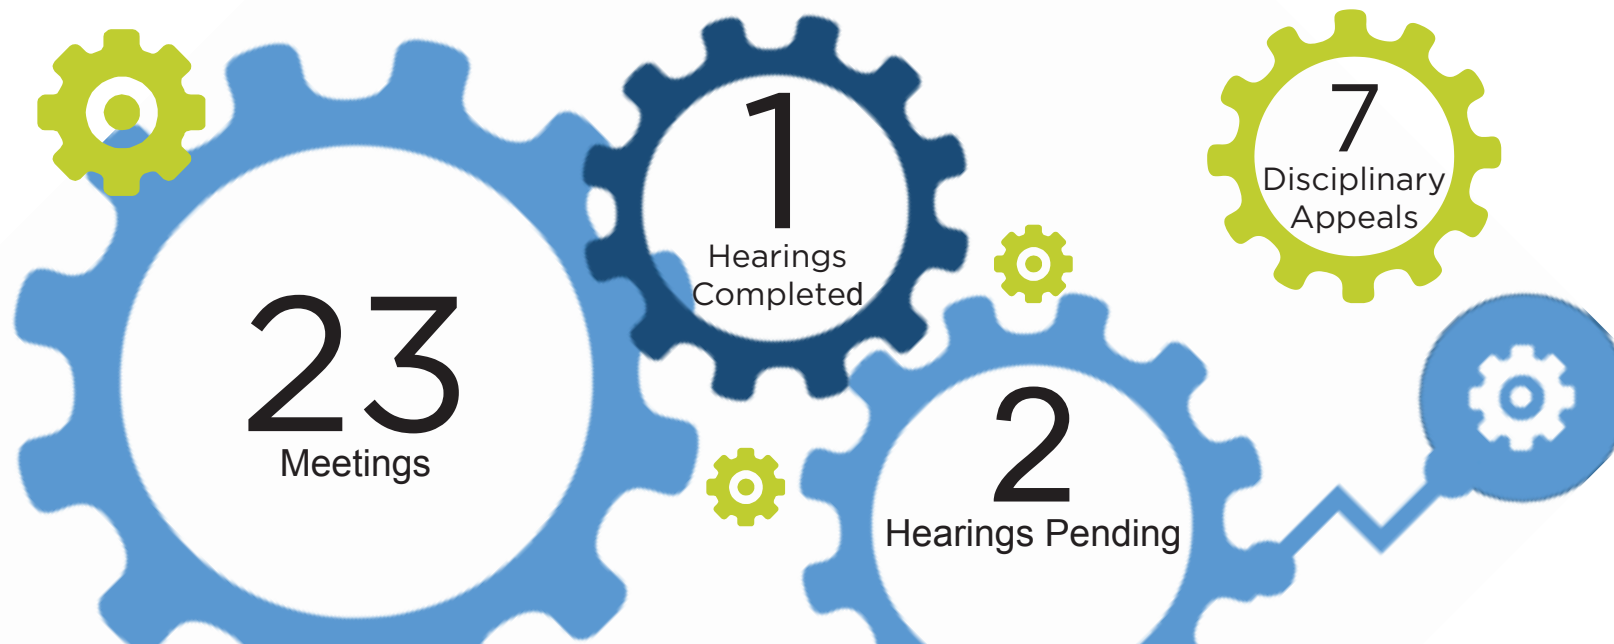 23
Meetings
1
Hearings
Completed
2
Hearings Pending
7
Disciplinary
Appeals